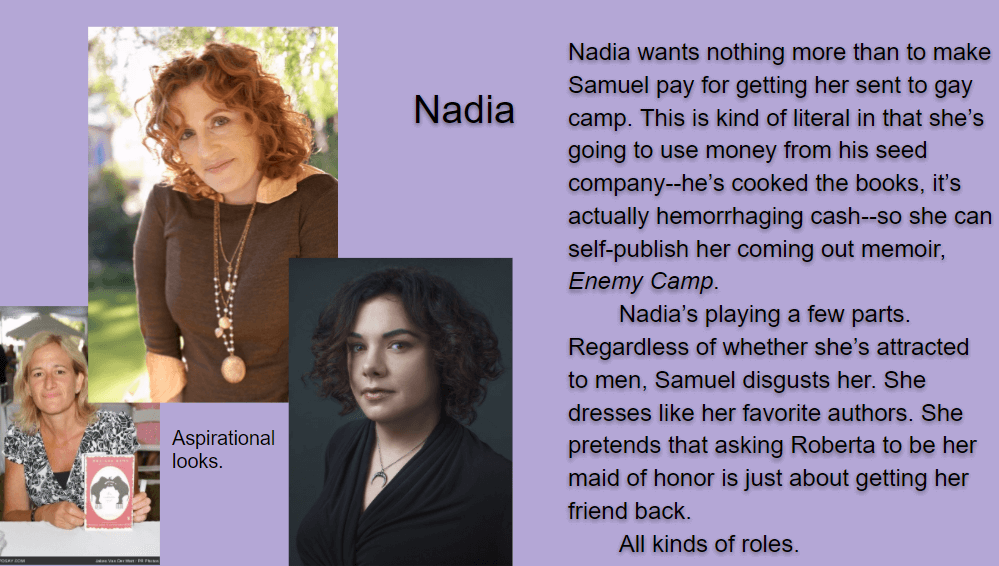 Nadia
Nadia wants nothing more than to make
Samuel pay for getting her sent to gay
camp. This is kind of literal in that she's
going to use money from his seed
company--he's cooked the books, it's
actually hemorrhaging cash--so she can
self-publish her coming out memoir,
Enemy Camp.
Nadia's playing a few parts.
Regardless of whether she's attracted
to men, Samuel disgusts her. She
dresses like her favorite authors. She
pretends that asking Roberta to be her
maid of honor is just about getting her
friend back.
All kinds of roles.
Aspirational
looks.